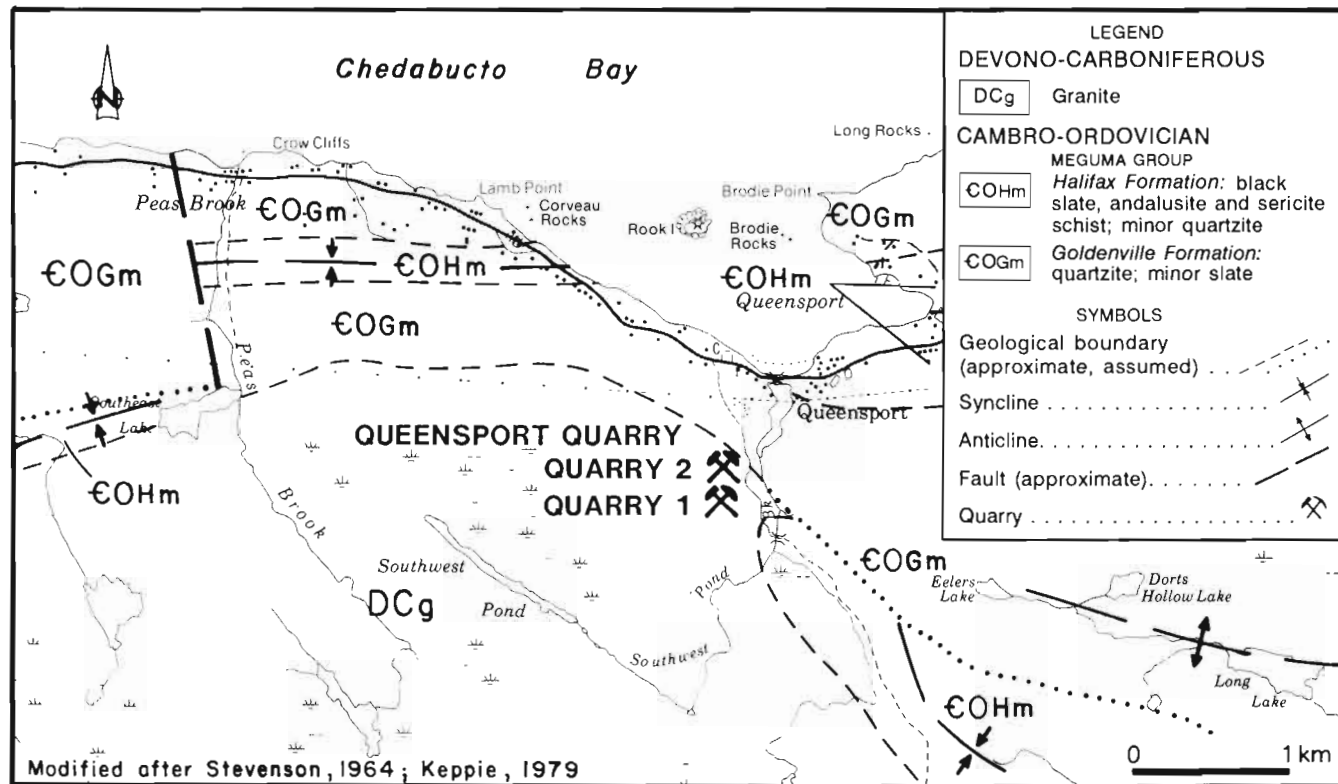 Chedabucto Bay
N
Crow Cliffs
Long Rocks
Peas Brook
ЄOGm
Lamb Point
Corveau
Rocks
Brodie Point
Rook I
Brodie
Rocks
ЄOGm
ЄOGm
ЄOHm
ЄOHm
Queensport
ЄOGm
Peas
Southeast
Lake
Queensport
QUEENSPORT QUARRY
QUARRY 2
QUARRY 1
ЄOHm
Brook
Southwest
Pond
DCg
Pond
Southwest
ЄOGm
Eelers
Lake
Dorts
Hollow Lake
Long
Lake
ЄOHm
0 1 km
Modified after Stevenson, 1964; Keppie, 1979
LEGEND
DEVONO-CARBONIFEROUS
DCg Granite
CAMBRO-ORDOVICIAN
MEGUMA GROUP
ЄOHm Halifax Formation: black
slate, andalusite and sericite
schist; minor quartzite
ЄOGm Goldenville Formation:
quartzite; minor slate
SYMBOLS
Geological boundary
(approximate, assumed) . .
Syncline . . . . . . . . . . . . . . .
Anticline. . . . . . . . . . . . . . .
Fault (approximate). . . . . . .
Quarry . . . . . . . . . . . . . . . . .